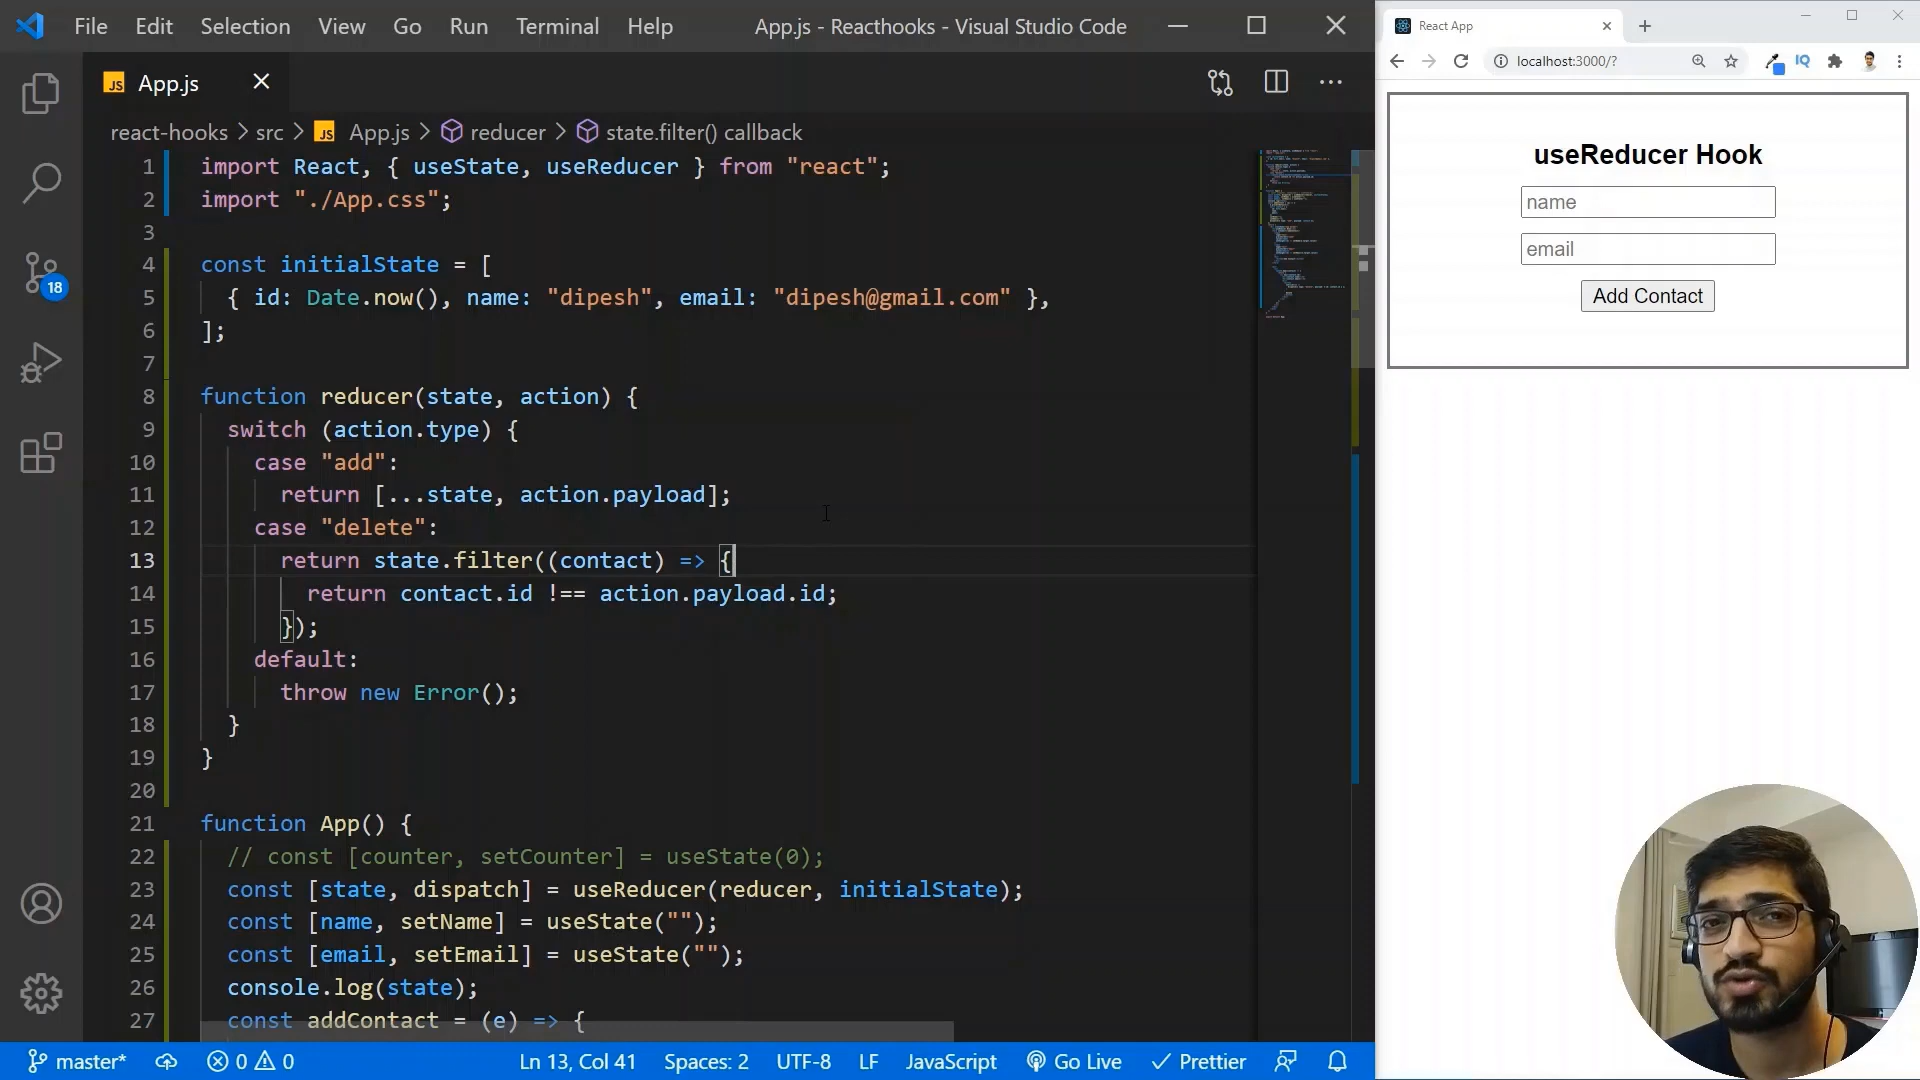 File Edit Selection View Go Run Terminal Help App.js - Reacthooks - Visual Studio Code
JS App.js
react-hooks > src > JS App.js > reducer > state.filter() callback
1 import React, { useState, useReducer } from "react";
2 import "./App.css";
3
4 const initialState = [
5 { id: Date.now(), name: "dipesh", email: "dipesh@gmail.com" },
6 ];
7
8 function reducer(state, action) {
9 switch (action.type) {
10 case "add":
11 return [...state, action.payload];
12 case "delete":
13 return state.filter((contact) => {
14 return contact.id !== action.payload.id;
15 });
16 default:
17 throw new Error();
18 }
19 }
20
21 function App() {
22 // const [counter, setCounter] = useState(0);
23 const [state, dispatch] = useReducer(reducer, initialState);
24 const [name, setName] = useState("");
25 const [email, setEmail] = useState("");
26 console.log(state);
27 const addContact = (e) => {
18
master* 0 0 Ln 13, Col 41 Spaces: 2 UTF-8 LF JavaScript Go Live Prettier
React App
localhost:3000/?
IQ
useReducer Hook
name
email
Add Contact